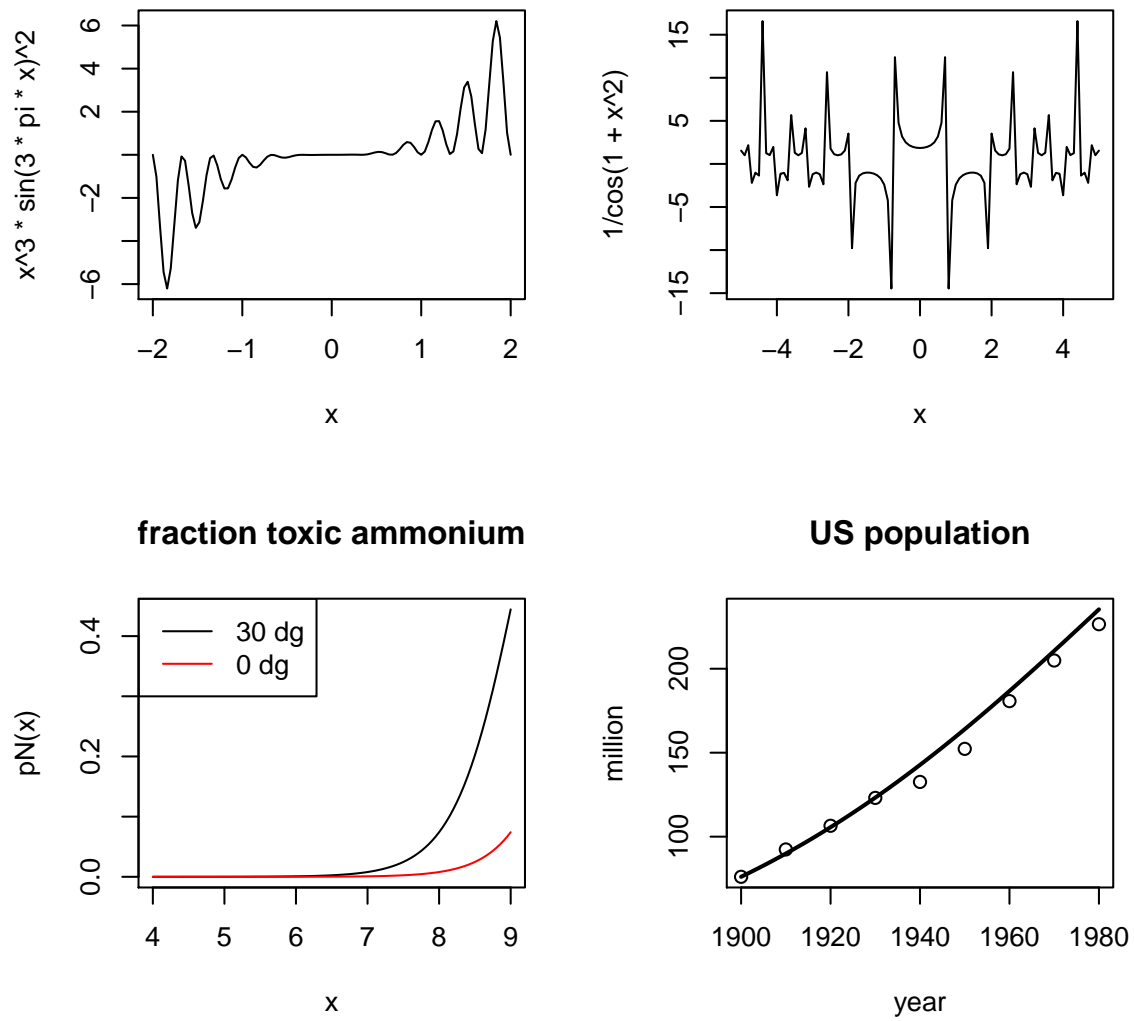 x^3 * sin(3 * pi * x)^2
6
4
2
−2
−6
−2 −1 0 1 2
x
1/cos(1 + x^2)
15
5
−5
−15
−4 −2 0 2 4
x
fraction toxic ammonium
pN(x)
0.4
0.2
0.0
30 dg
0 dg
4 5 6 7 8 9
x
US population
million
200
150
100
1900 1920 1940 1960 1980
year